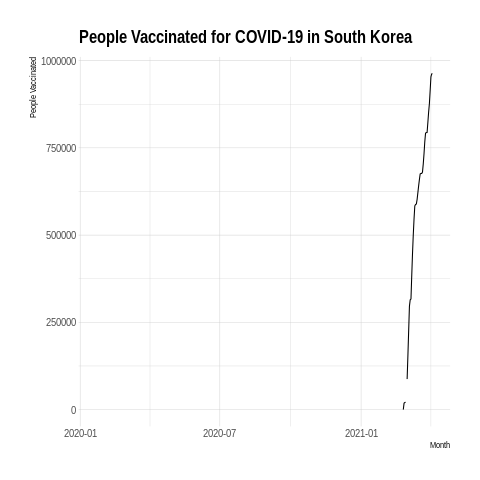 People Vaccinated for COVID-19 in South Korea
People Vaccinated
1000000
750000
500000
250000
0
2020-01
2020-07
2021-01
Month